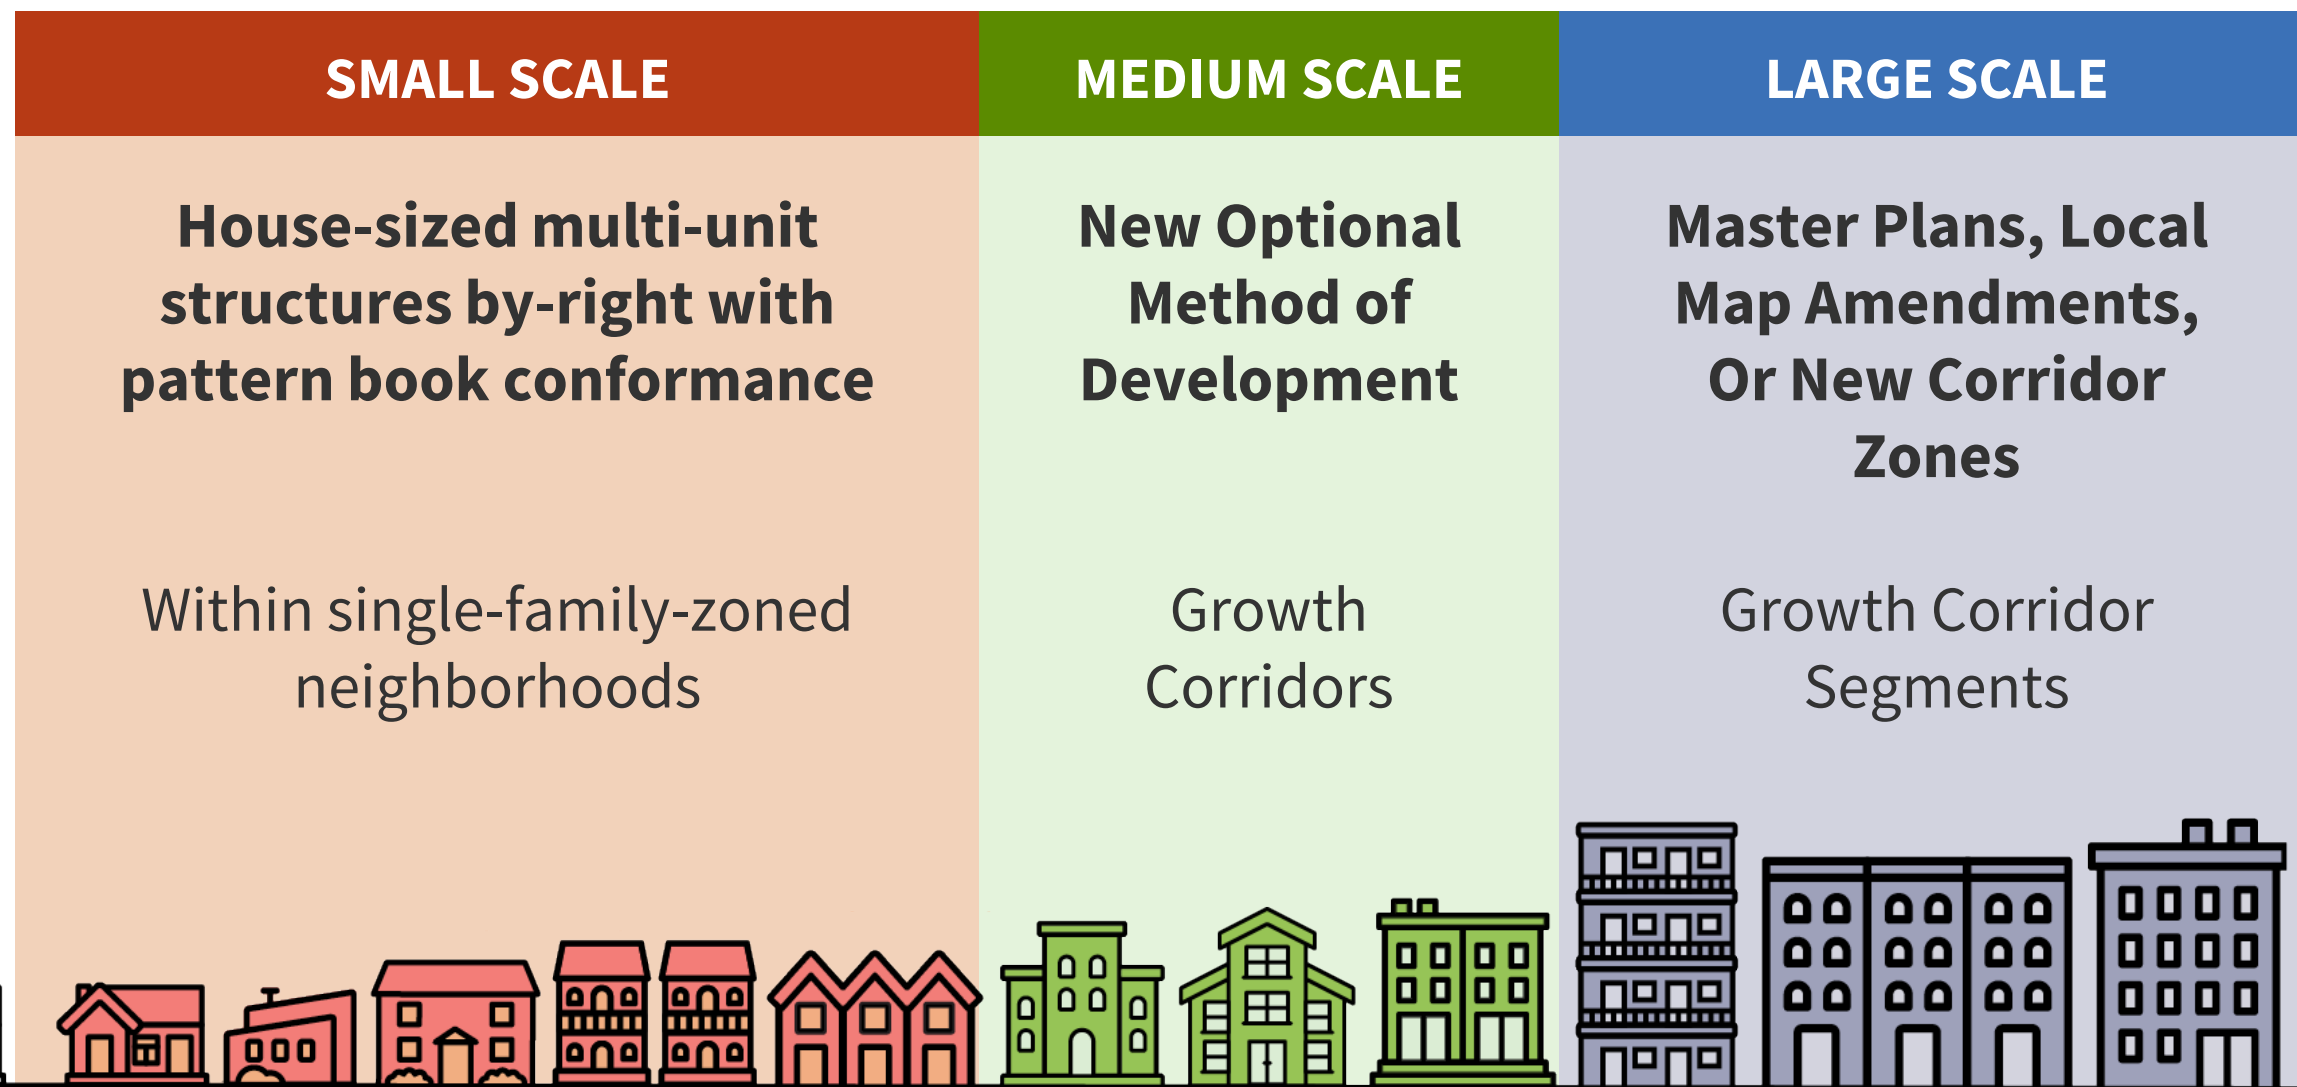 SMALL SCALE
House-sized multi-unit
structures by-right with
pattern book conformance
Within single-family-zoned
neighborhoods
MEDIUM SCALE
New Optional
Method of
Development
Growth
Corridors
LARGE SCALE
Master Plans, Local
Map Amendments,
Or New Corridor
Zones
Growth Corridor
Segments